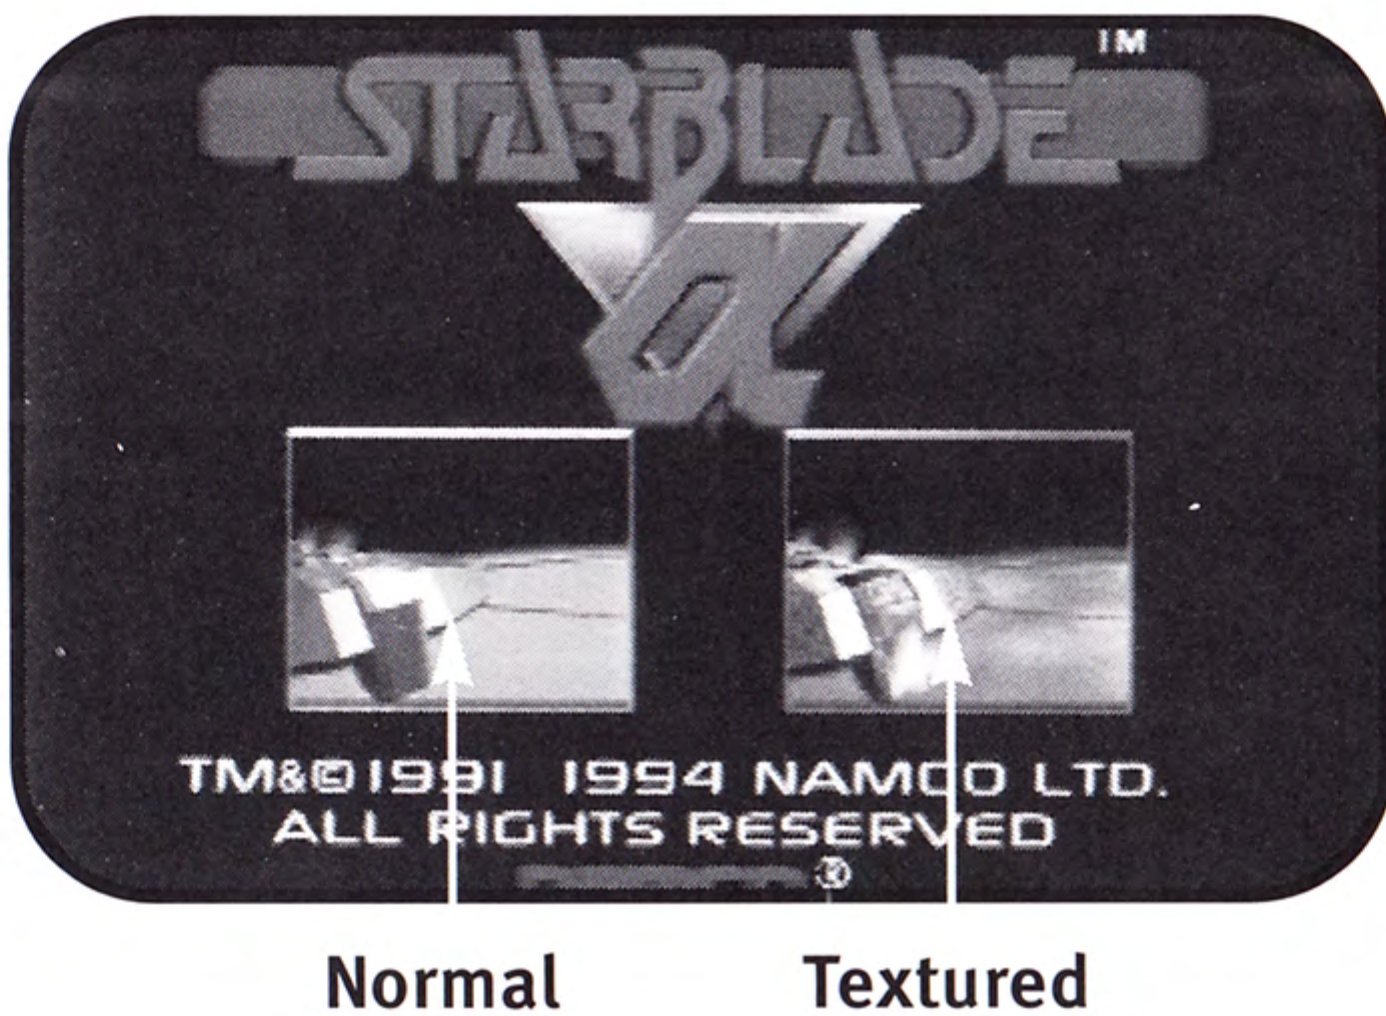 STARBLADE TM
α
TM&©1991 1994 NAMCO LTD.
ALL RIGHTS RESERVED
®
Normal
Textured